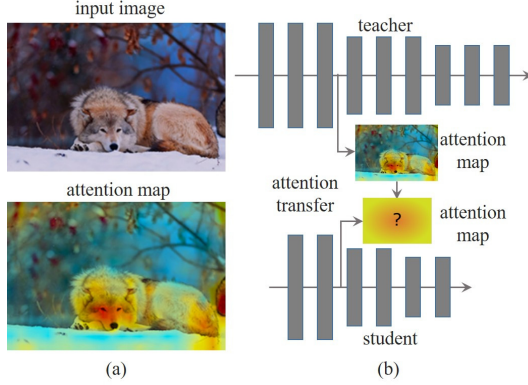 input image
attention map
(a)
teacher
attention
map
attention
transfer
?
attention
map
student
(b)